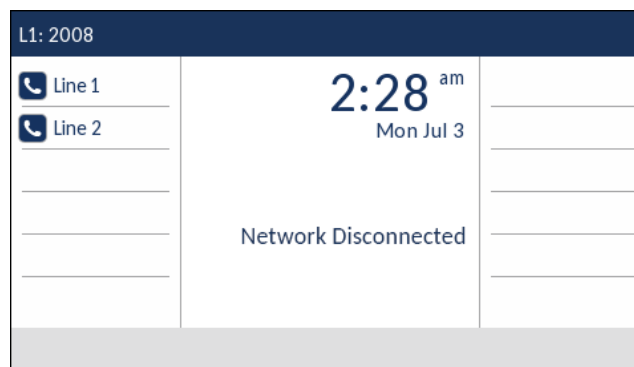 L1: 2008
Line 1
Line 2
2:28 am
Mon Jul 3
Network Disconnected